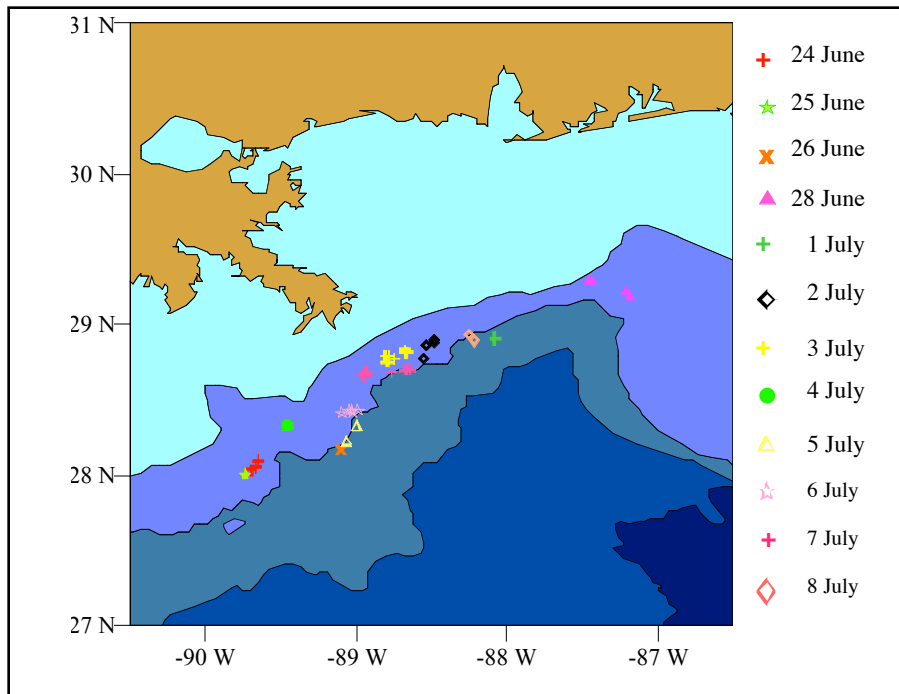 31 N
30 N
29 N
28 N
27 N
-90 W
-89 W
-88 W
-87 W
24 June
25 June
26 June
28 June
1 July
2 July
3 July
4 July
5 July
6 July
7 July
8 July